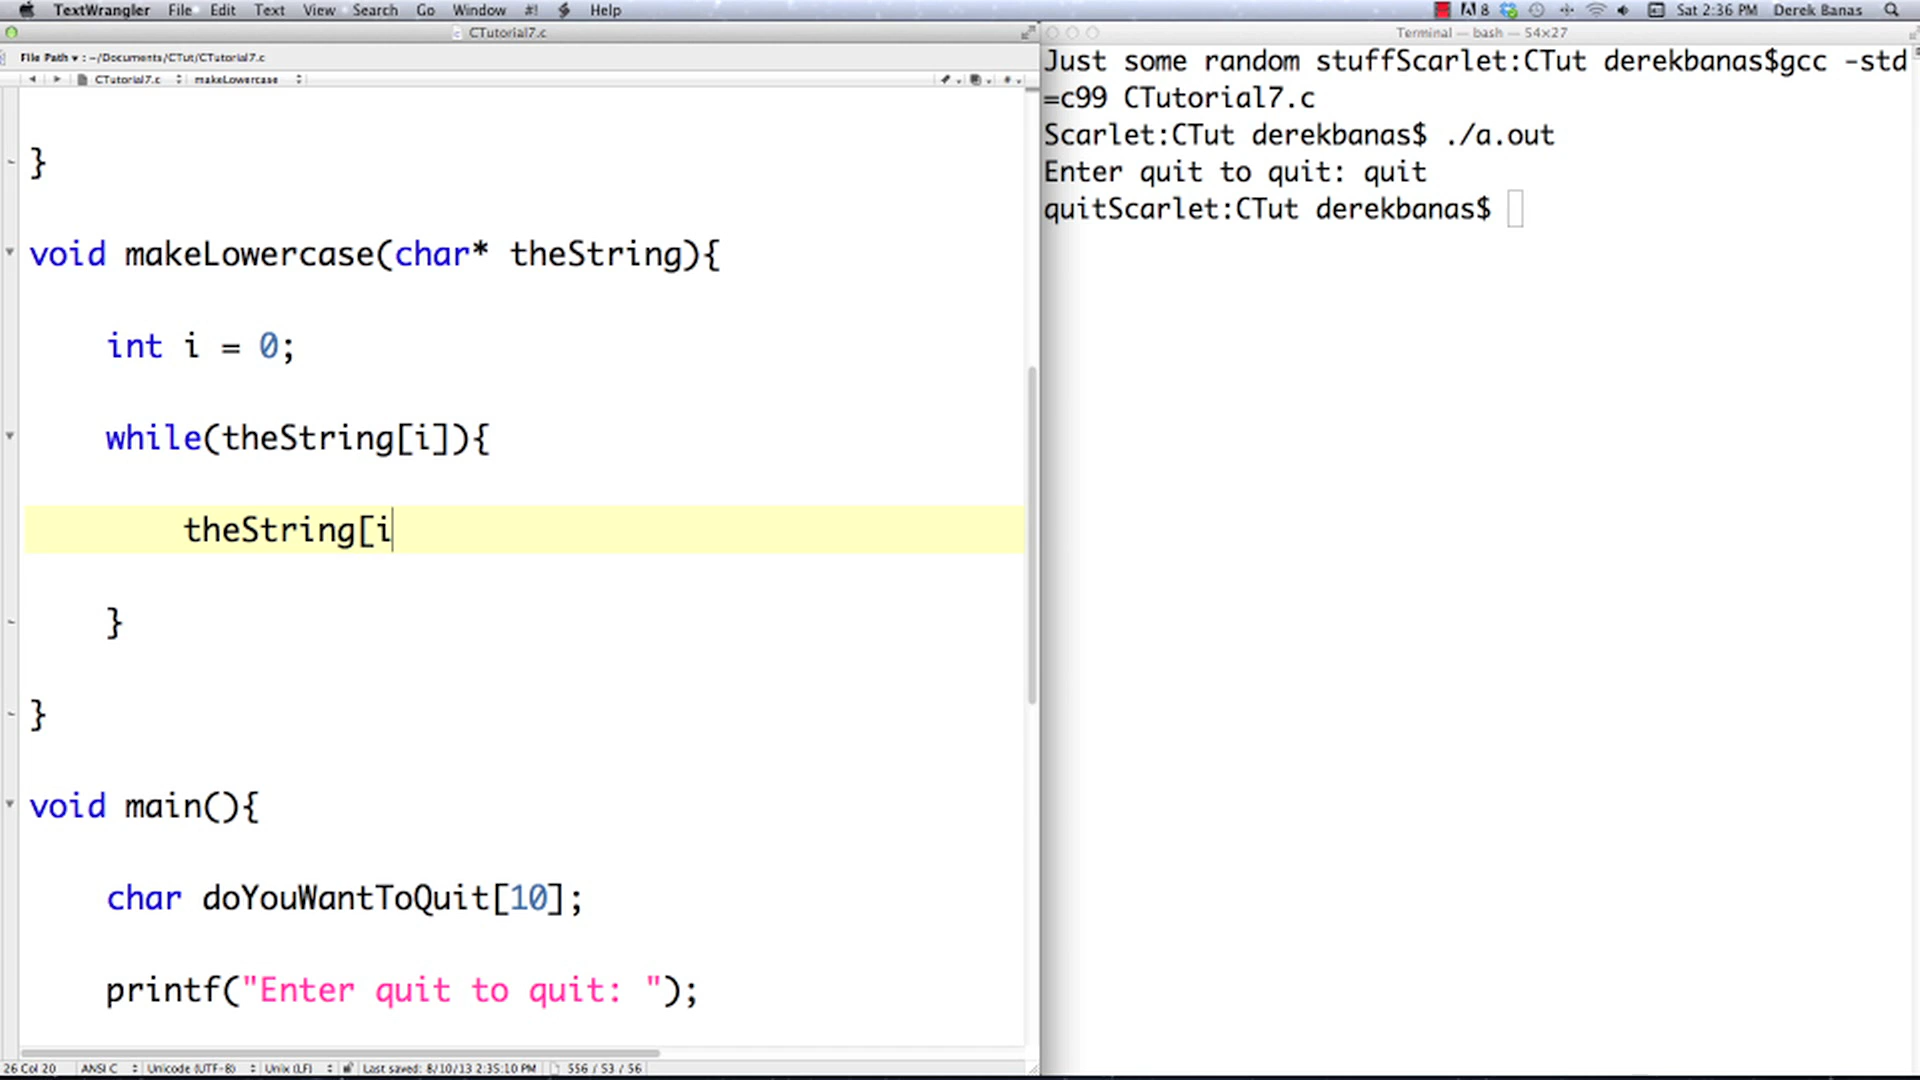 TextWrangler File Edit Text View Search Go Window #! Help
8 Sat 2:36 PM Derek Banas
CTutorial7.c
File Path ▾ : ~/Documents/CTut/CTutorial7.c
CTutorial7.c makeLowercase
}
void makeLowercase(char* theString){
int i = 0;
while(theString[i]){
theString[i
}
}
void main(){
char doYouWantToQuit[10];
printf("Enter quit to quit: ");
26 Col 20 ANSI C Unicode (UTF-8) Unix (LF) Last saved: 8/10/13 2:35:10 PM 556 / 53 / 56
Terminal — bash — 54×27
Just some random stuffScarlet:CTut derekbanas$gcc -std
=c99 CTutorial7.c
Scarlet:CTut derekbanas$ ./a.out
Enter quit to quit: quit
quitScarlet:CTut derekbanas$